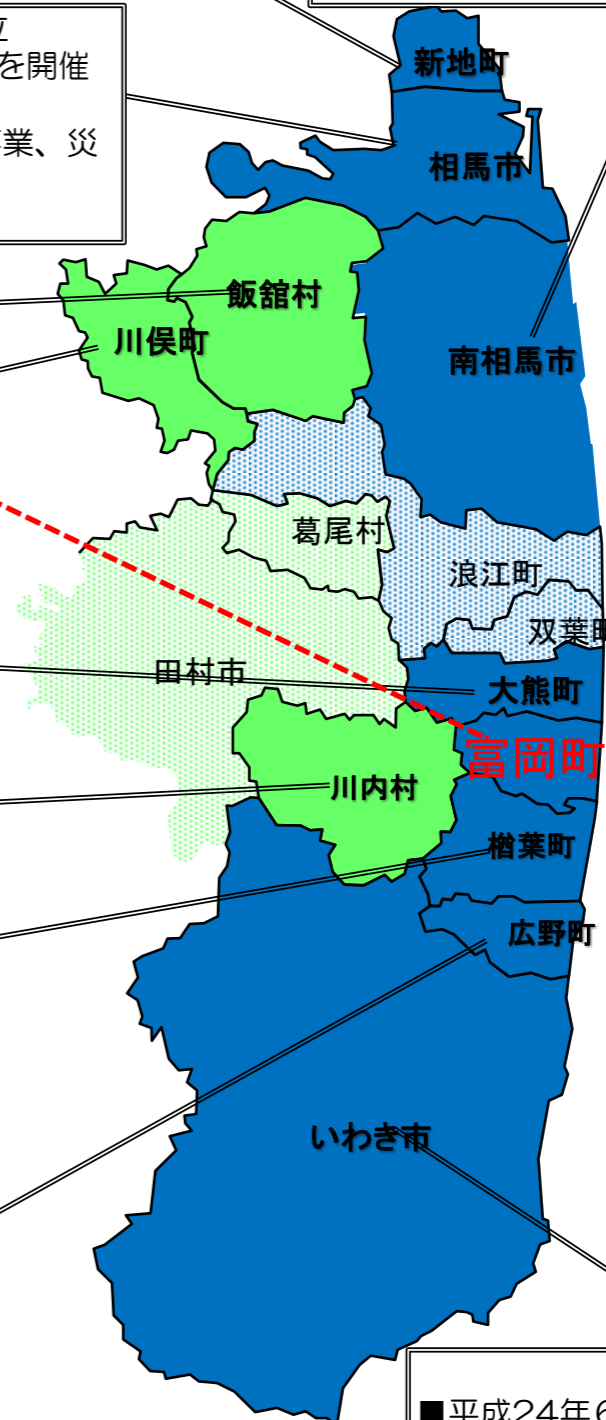 立
を開催
業、災
新地町
相馬市
飯舘村
川俣町
南相馬市
葛尾村
浪江町
双葉町
田村市
大熊町
富岡町
川内村
楢葉町
広野町
いわき市
■平成24年6